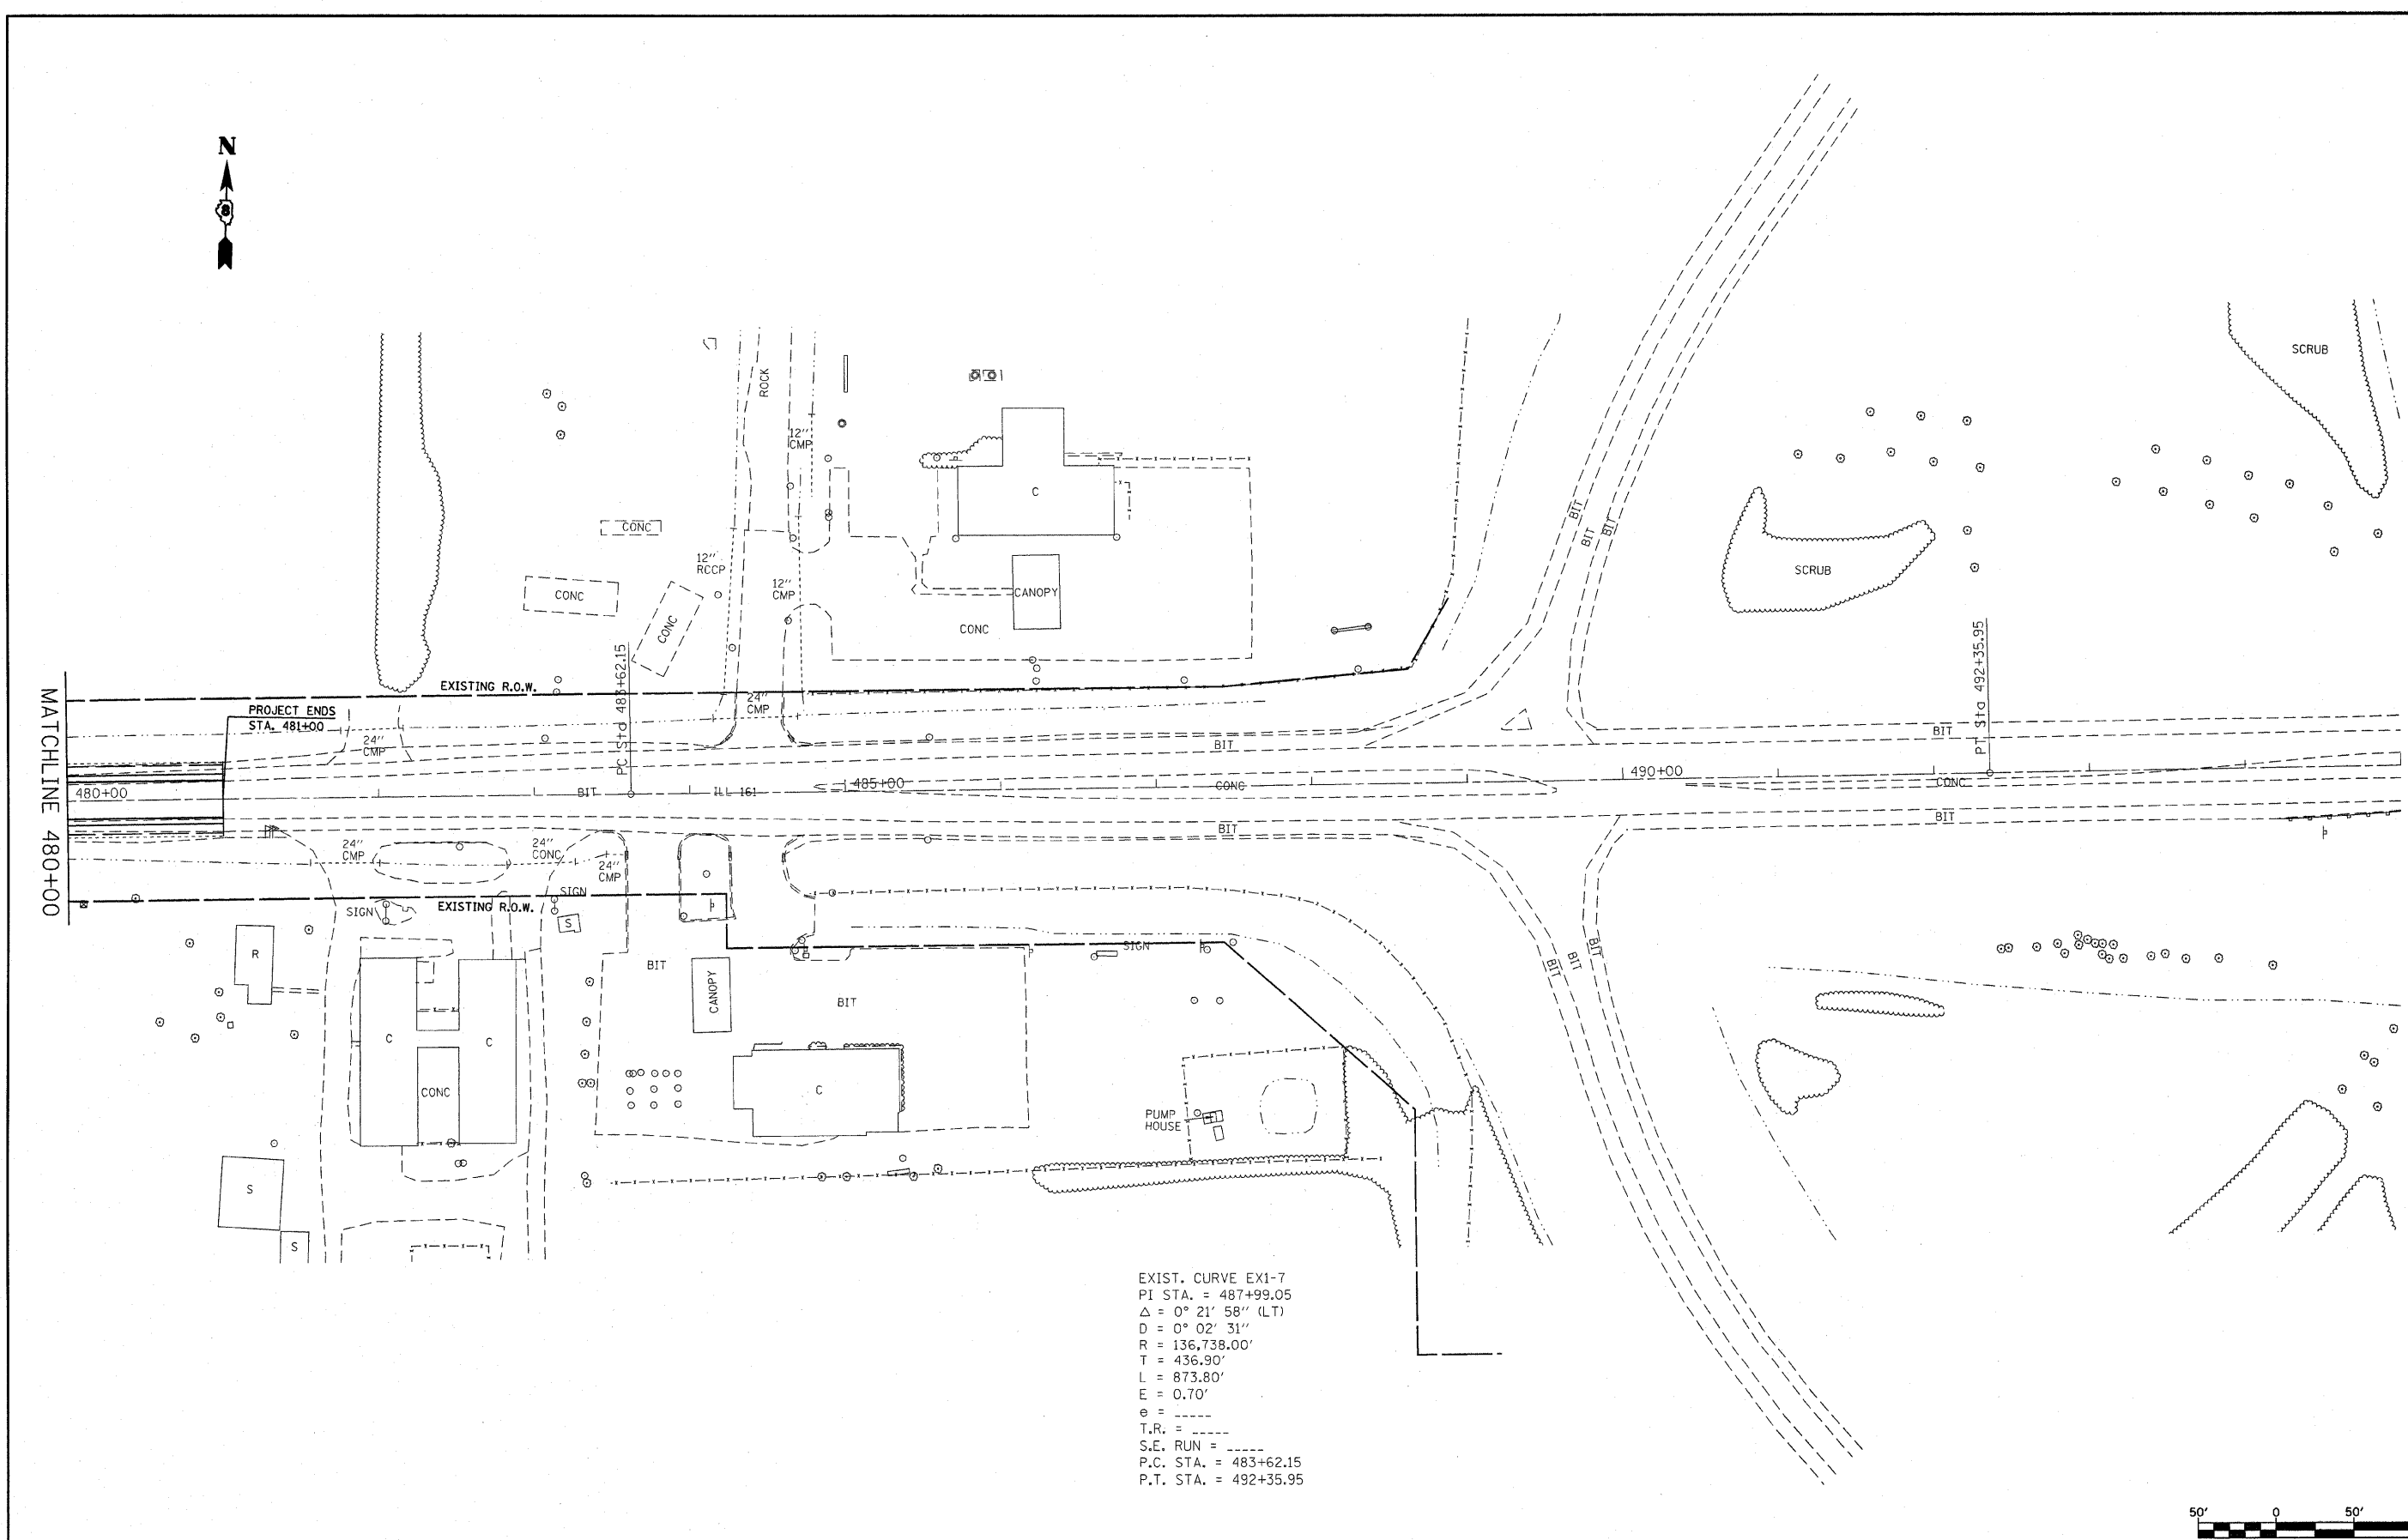 N
SCRUB
ROCK
12'' CMP
C
CONC
12'' RCCP
12'' CMP
CONC
CONC
CANOPY
CONC
BIT
BIT
BIT
SCRUB
PC Sta 483+62.15
PT Sta 492+35.95
MATCHLINE 480+00
EXISTING R.O.W.
PROJECT ENDS
STA. 481+00
24'' CMP
24'' CMP
BIT
BIT
480+00
BIT
ILL 161
485+00
CONC
490+00
CONC
BIT
BIT
24'' CMP
24'' CONC
24'' CMP
SIGN
SIGN
EXISTING R.O.W.
S
R
BIT
CANOPY
BIT
SIGN
BIT
BIT
BIT
C
C
CONC
C
PUMP HOUSE
S
S
EXIST. CURVE EX1-7
PI STA. = 487+99.05
Δ = 0° 21' 58'' (LT)
D = 0° 02' 31''
R = 136,738.00'
T = 436.90'
L = 873.80'
E = 0.70'
e = _____
T.R. = _____
S.E. RUN = _____
P.C. STA. = 483+62.15
P.T. STA. = 492+35.95
50' 0 50'